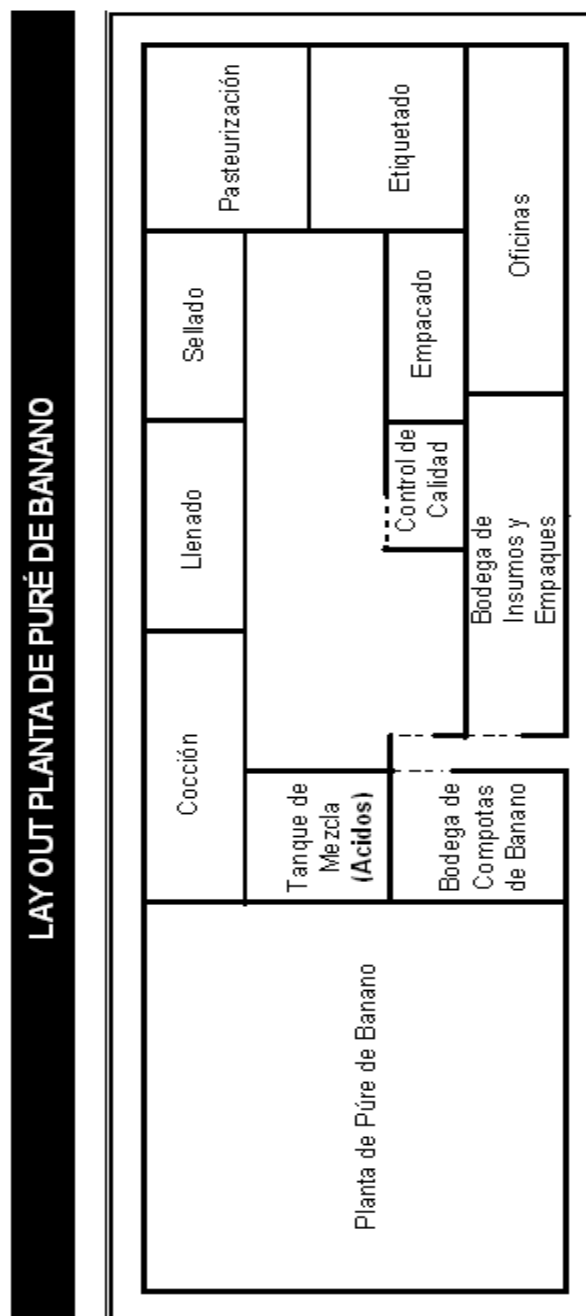 LAY OUT PLANTA DE PURÉ DE BANANO
Planta de Púre de Banano
Cocción
Llenado
Sellado
Pasteurización
Tanque de
Mezcla
(Acidos)
Etiquetado
Control de
Calidad
Empacado
Bodega de
Compotas
de Banano
Bodega de
Insumos y
Empaques
Oficinas